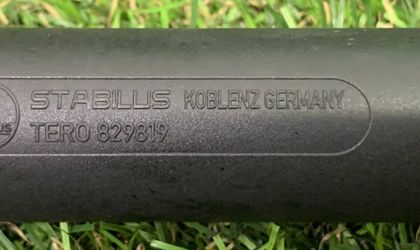 STABILUS KOBLENZ GERMANY
TERO 829819